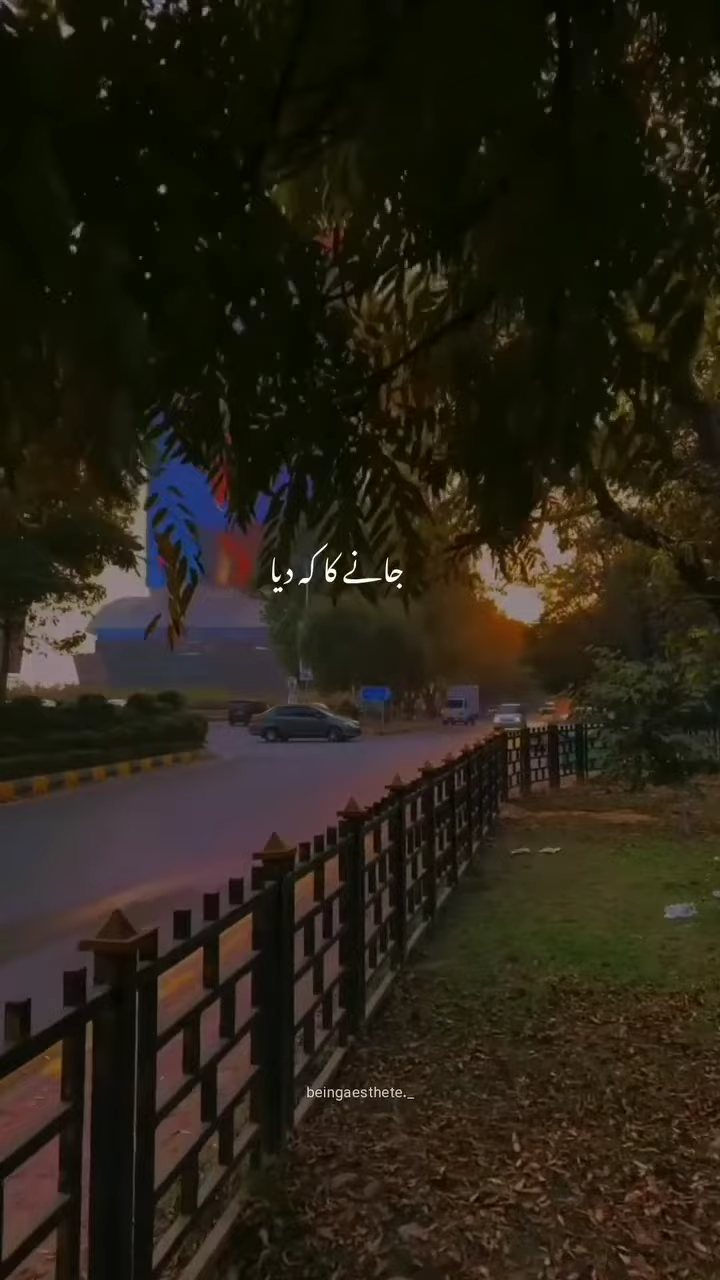 جانے کا کہ دیا
beingaesthete._